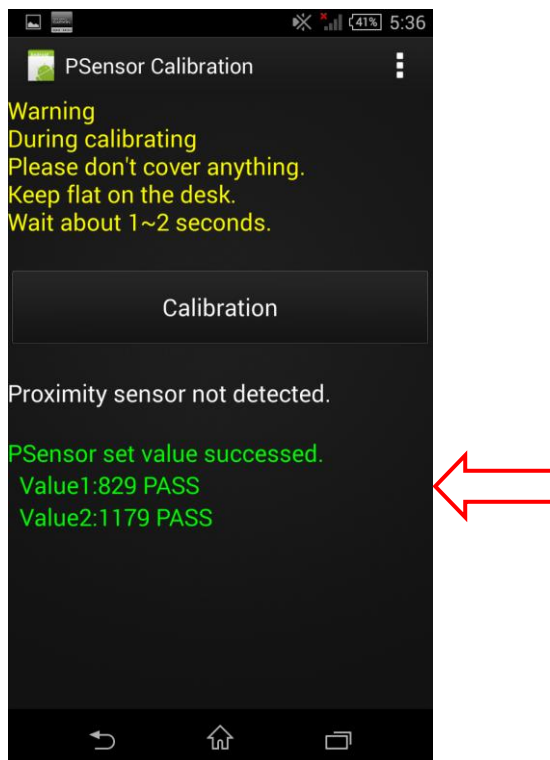 41% 5:36
PSensor Calibration
Warning
During calibrating
Please don't cover anything.
Keep flat on the desk.
Wait about 1~2 seconds.
Calibration
Proximity sensor not detected.
PSensor set value successed.
Value1:829 PASS
Value2:1179 PASS